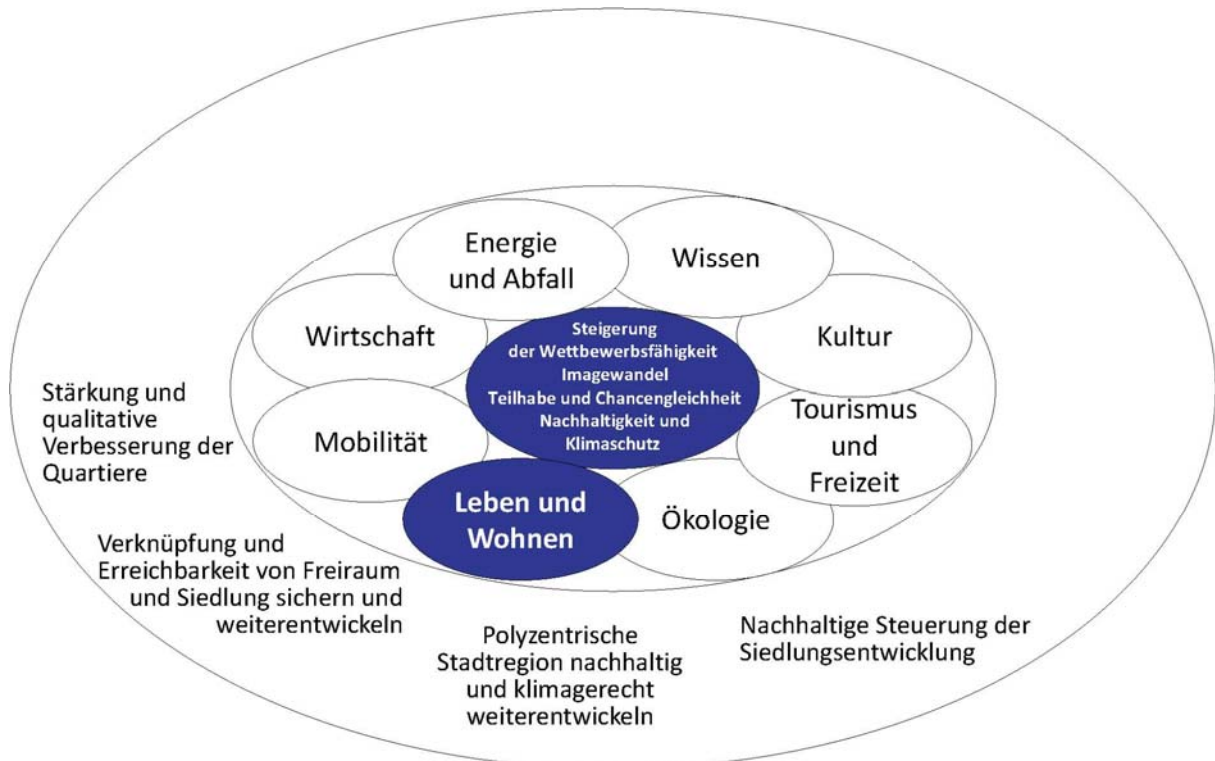 Energie
und Abfall
Wissen
Wirtschaft
Kultur
Steigerung
der Wettbewerbsfähigkeit
Imagewandel
Teilhabe und Chancengleichheit
Nachhaltigkeit und
Klimaschutz
Mobilität
Tourismus
und
Freizeit
Leben und
Wohnen
Ökologie
Stärkung und
qualitative
Verbesserung der
Quartiere
Verknüpfung und
Erreichbarkeit von Freiraum
und Siedlung sichern und
weiterentwickeln
Polyzentrische
Stadtregion nachhaltig
und klimagerecht
weiterentwickeln
Nachhaltige Steuerung der
Siedlungsentwicklung